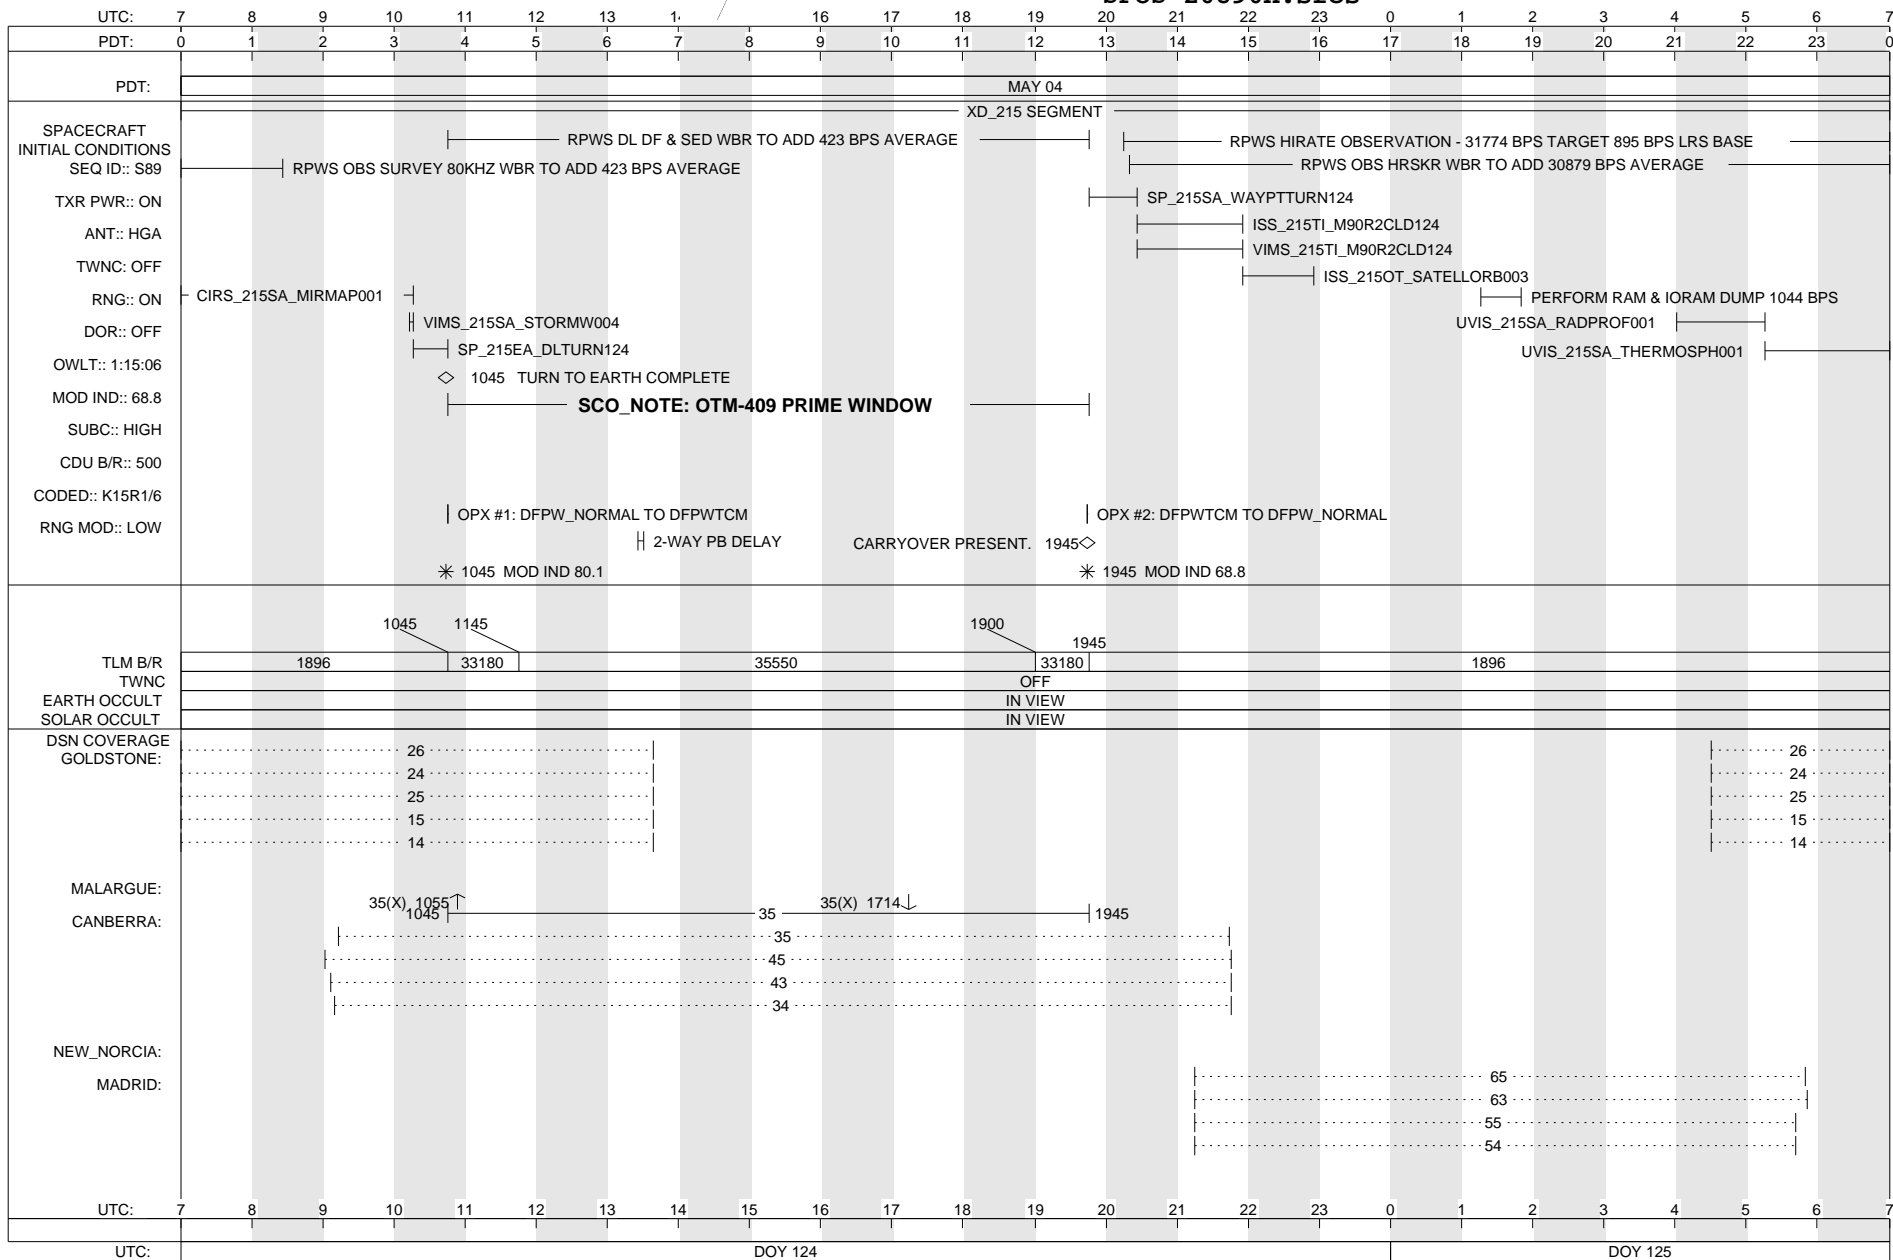 UTC: 7 8 9 10 11 12 13 16 17 18 19 20 21 22 23 0 1 2 3 4 5 6 7
PDT: 0 1 2 3 4 5 6 7 8 9 10 11 12 13 14 15 16 17 18 19 20 21 22 23 0
PDT: MAY 04
XD_215 SEGMENT
SPACECRAFT
INITIAL CONDITIONS
RPWS DL DF & SED WBR TO ADD 423 BPS AVERAGE
RPWS HIRATE OBSERVATION - 31774 BPS TARGET 895 BPS LRS BASE
SEQ ID:: S89
RPWS OBS SURVEY 80KHZ WBR TO ADD 423 BPS AVERAGE
RPWS OBS HRSKR WBR TO ADD 30879 BPS AVERAGE
TXR PWR:: ON
SP_215SA_WAYPTTURN124
ANT:: HGA
ISS_215TI_M90R2CLD124
VIMS_215TI_M90R2CLD124
TWNC: OFF
ISS_215OT_SATELLORB003
RNG:: ON
CIRS_215SA_MIRMAP001
PERFORM RAM & IORAM DUMP 1044 BPS
DOR:: OFF
VIMS_215SA_STORMW004
UVIS_215SA_RADPROF001
SP_215EA_DLTURN124
UVIS_215SA_THERMOSPH001
OWLT:: 1:15:06
1045 TURN TO EARTH COMPLETE
MOD IND:: 68.8
SCO_NOTE: OTM-409 PRIME WINDOW
SUBC:: HIGH
CDU B/R:: 500
CODED:: K15R1/6
OPX #1: DFPW_NORMAL TO DFPWTCM
OPX #2: DFPWTCM TO DFPW_NORMAL
RNG MOD:: LOW
2-WAY PB DELAY
CARRYOVER PRESENT. 1945
1045 MOD IND 80.1
1945 MOD IND 68.8
1045 1145 1900
1945
TLM B/R 1896 33180 35550 33180 1896
TWNC OFF
EARTH OCCULT IN VIEW
SOLAR OCCULT IN VIEW
DSN COVERAGE
GOLDSTONE: 26 26
24 24
25 25
15 15
14 14
MALARGUE:
35(X) 1055 35(X) 1714
CANBERRA: 1045 35 1945
35
45
43
34
NEW_NORCIA:
MADRID: 65
63
55
54
UTC: 7 8 9 10 11 12 13 14 15 16 17 18 19 20 21 22 23 0 1 2 3 4 5 6 7
UTC: DOY 124 DOY 125